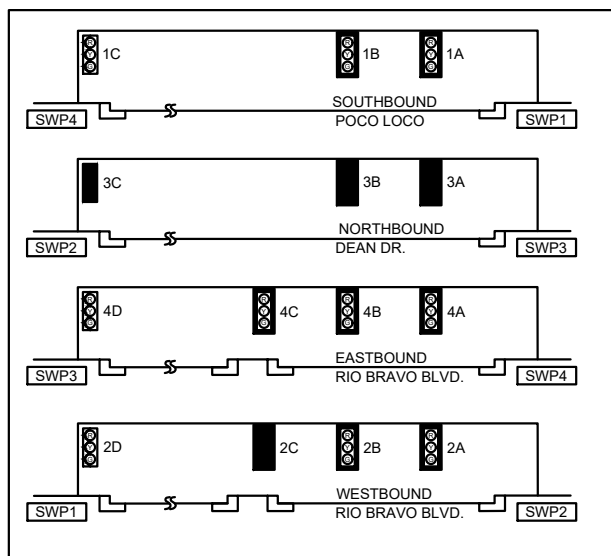 R Y G 1C R Y G 1B R Y G 1A
SOUTHBOUND
SWP4 POCO LOCO SWP1
3C 3B 3A
NORTHBOUND
SWP2 DEAN DR. SWP3
R Y G 4D R Y G 4C R Y G 4B R Y G 4A
EASTBOUND
SWP3 RIO BRAVO BLVD. SWP4
R Y G 2D 2C R Y G 2B R Y G 2A
WESTBOUND
SWP1 RIO BRAVO BLVD. SWP2